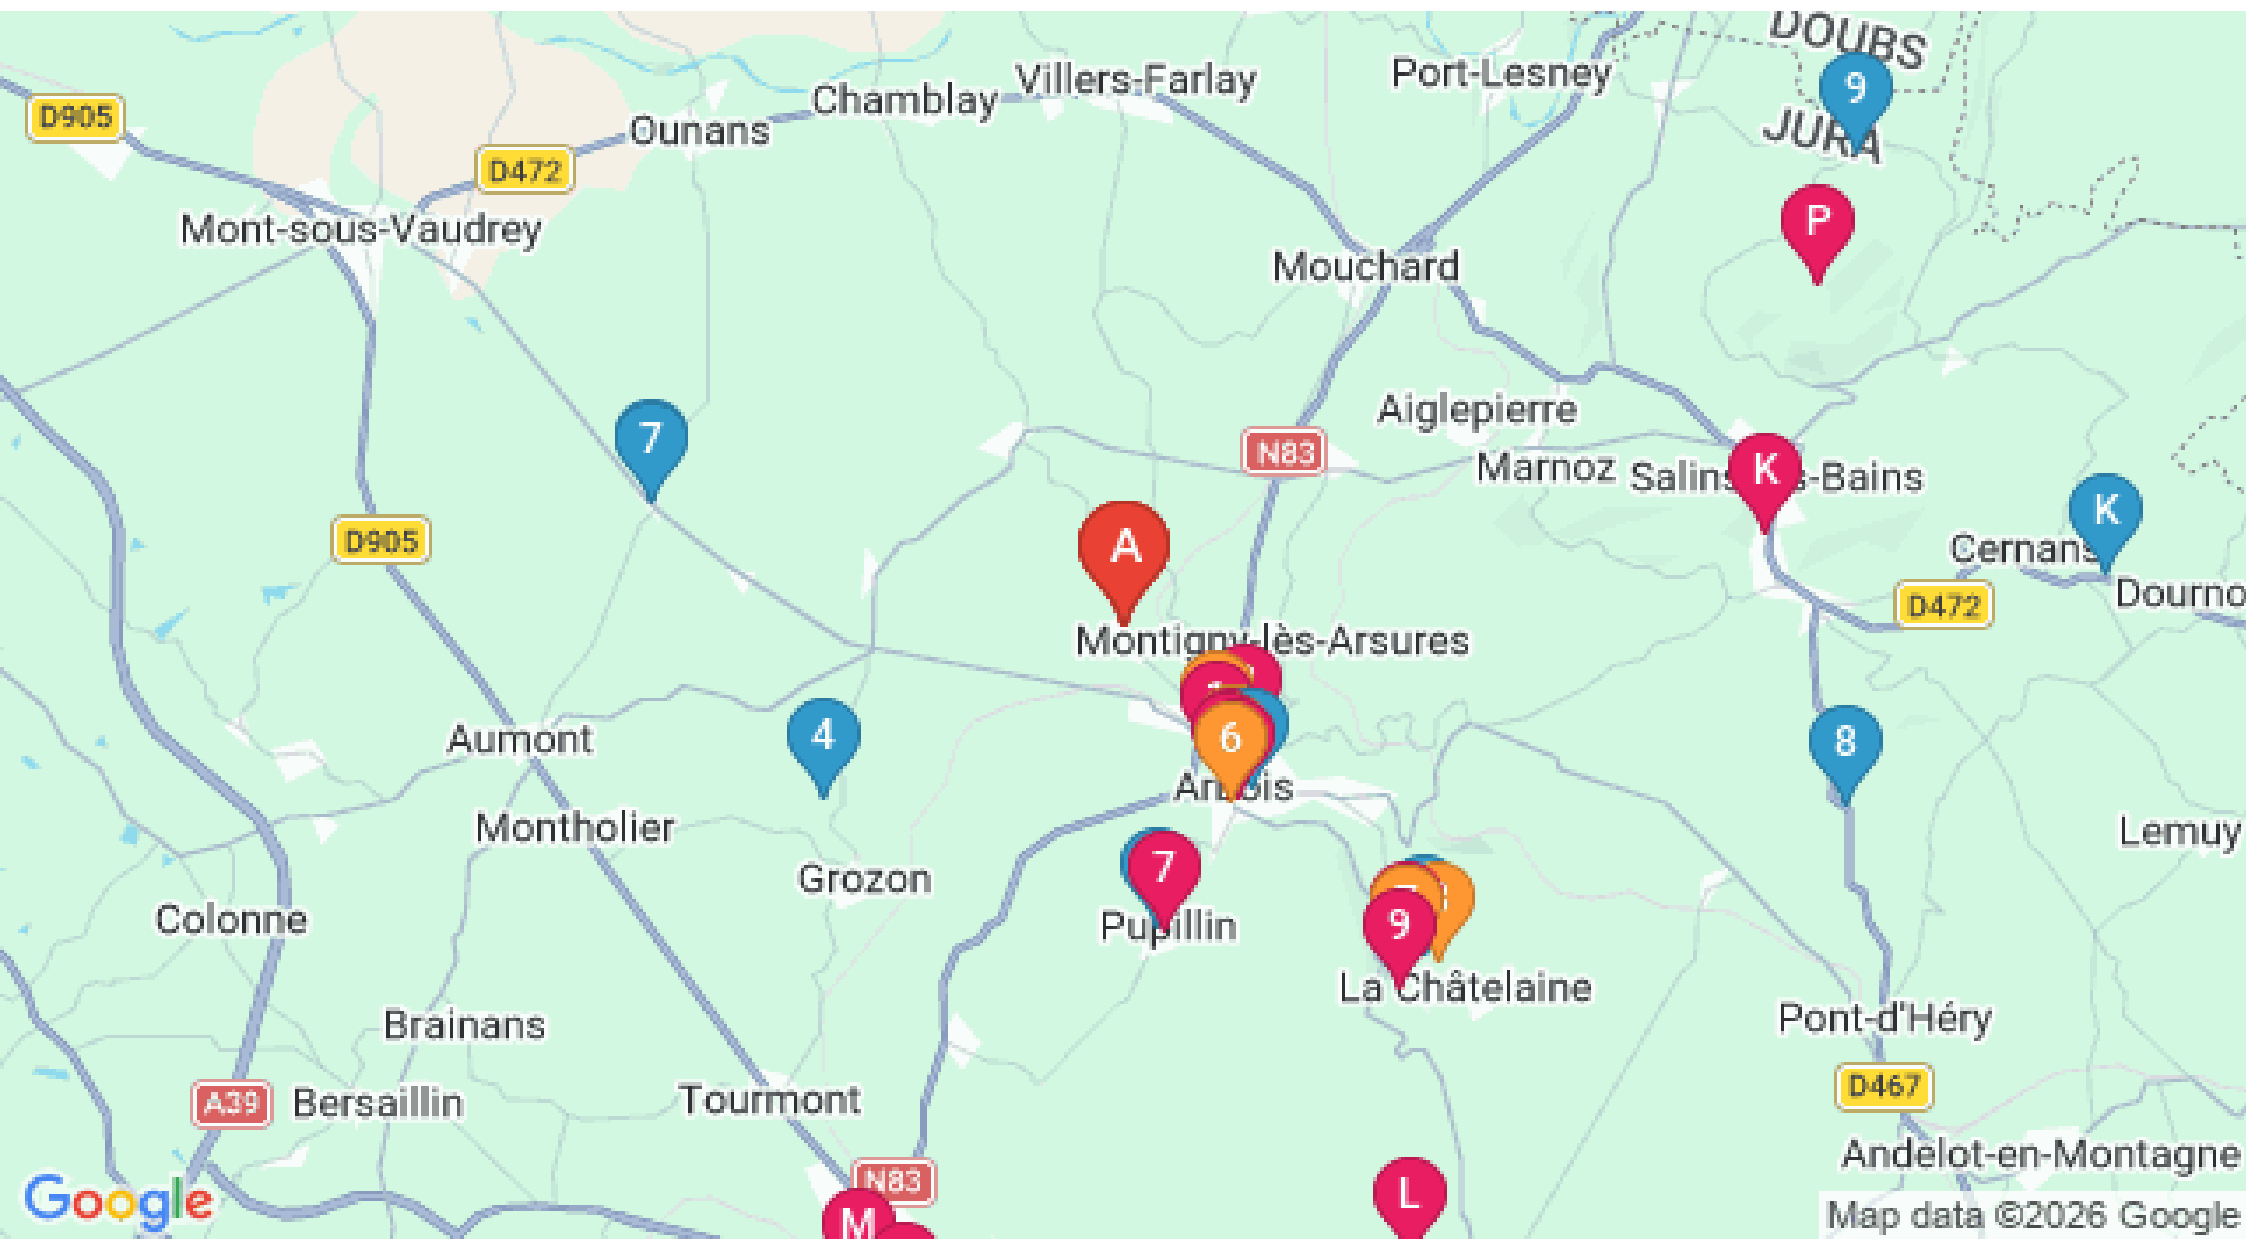 DOUBS
9
JURA
Port-Lesney
Villers-Farlay
Chamblay
D905
Ounans
D472
P
Mont-sous-Vaudrey
Mouchard
Aiglepierre
7
N83
Marnoz
K
K
D905
A
Cernans
D472
Dourno
Montigny-lès-Arsures
6
Aumont
4
8
Montholier
Lemuy
7
Grozon
9
Colonne
Pupillin
La Châtelaine
Brainans
Pont-d'Héry
D467
A39
Bersaillin
Tourmont
Andelot-en-Montagne
N83
L
M
Google
Map data ©2026 Google